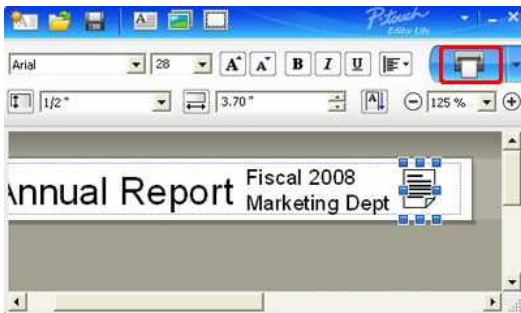 P-touch
Editor Lite
Arial
28
A A B I U
1/2"
3.70"
A
125 %
Annual Report
Fiscal 2008
Marketing Dept